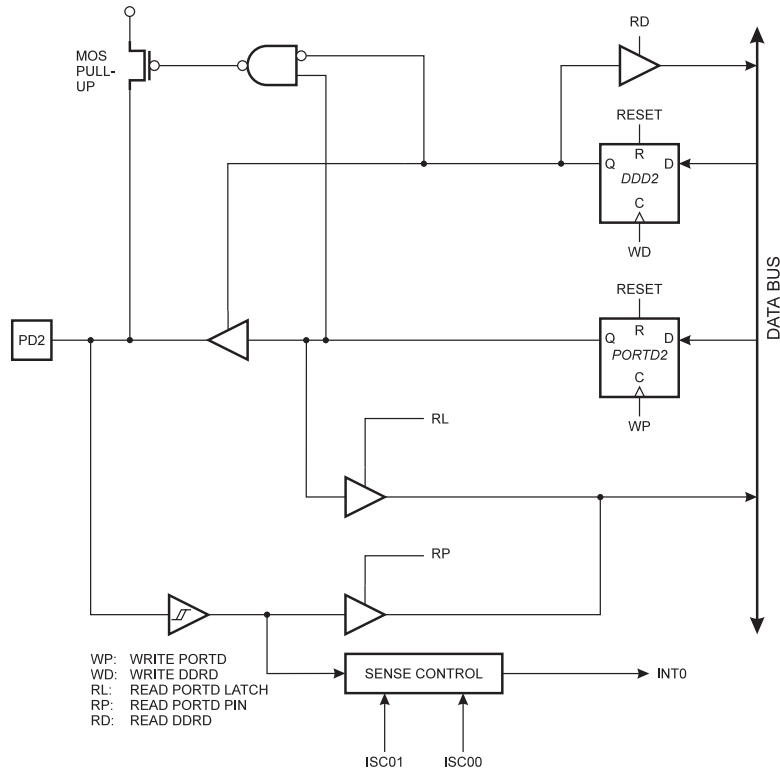 RD
MOS
PULL-
UP
RESET
R
Q
D
DDD2
C
WD
DATA BUS
RESET
R
Q
D
PD2
PORTD2
C
WP
RL
RP
WP: WRITE PORTD
WD: WRITE DDRD
RL: READ PORTD LATCH
RP: READ PORTD PIN
RD: READ DDRD
SENSE CONTROL
INT0
ISC01
ISC00